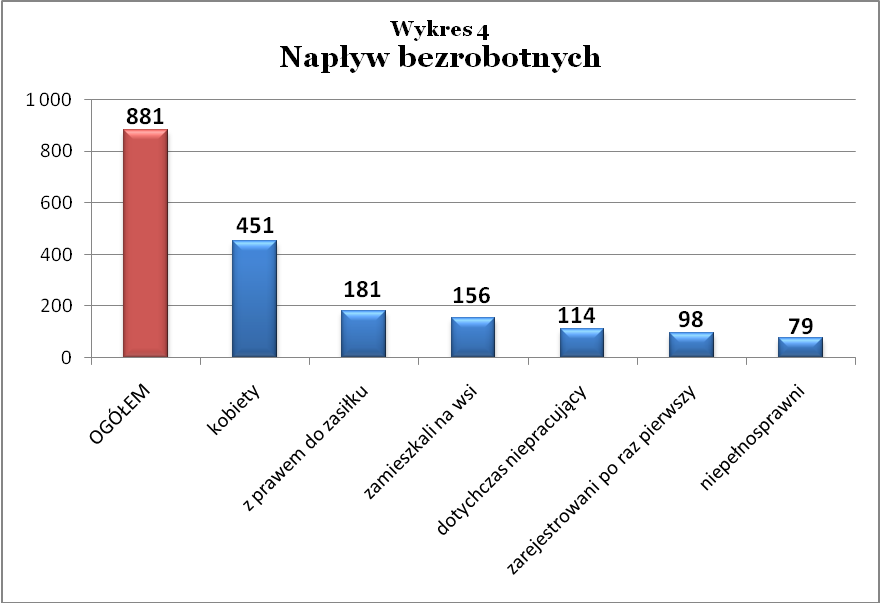 Wykres 4
Napływ bezrobotnych
1 000
800
600
400
200
0
881
451
181
156
114
98
79
OGÓŁEM
kobiety
z prawem do zasiłku
zamieszkali na wsi
dotychczas niepracujący
zarejestrowani po raz pierwszy
niepełnosprawni